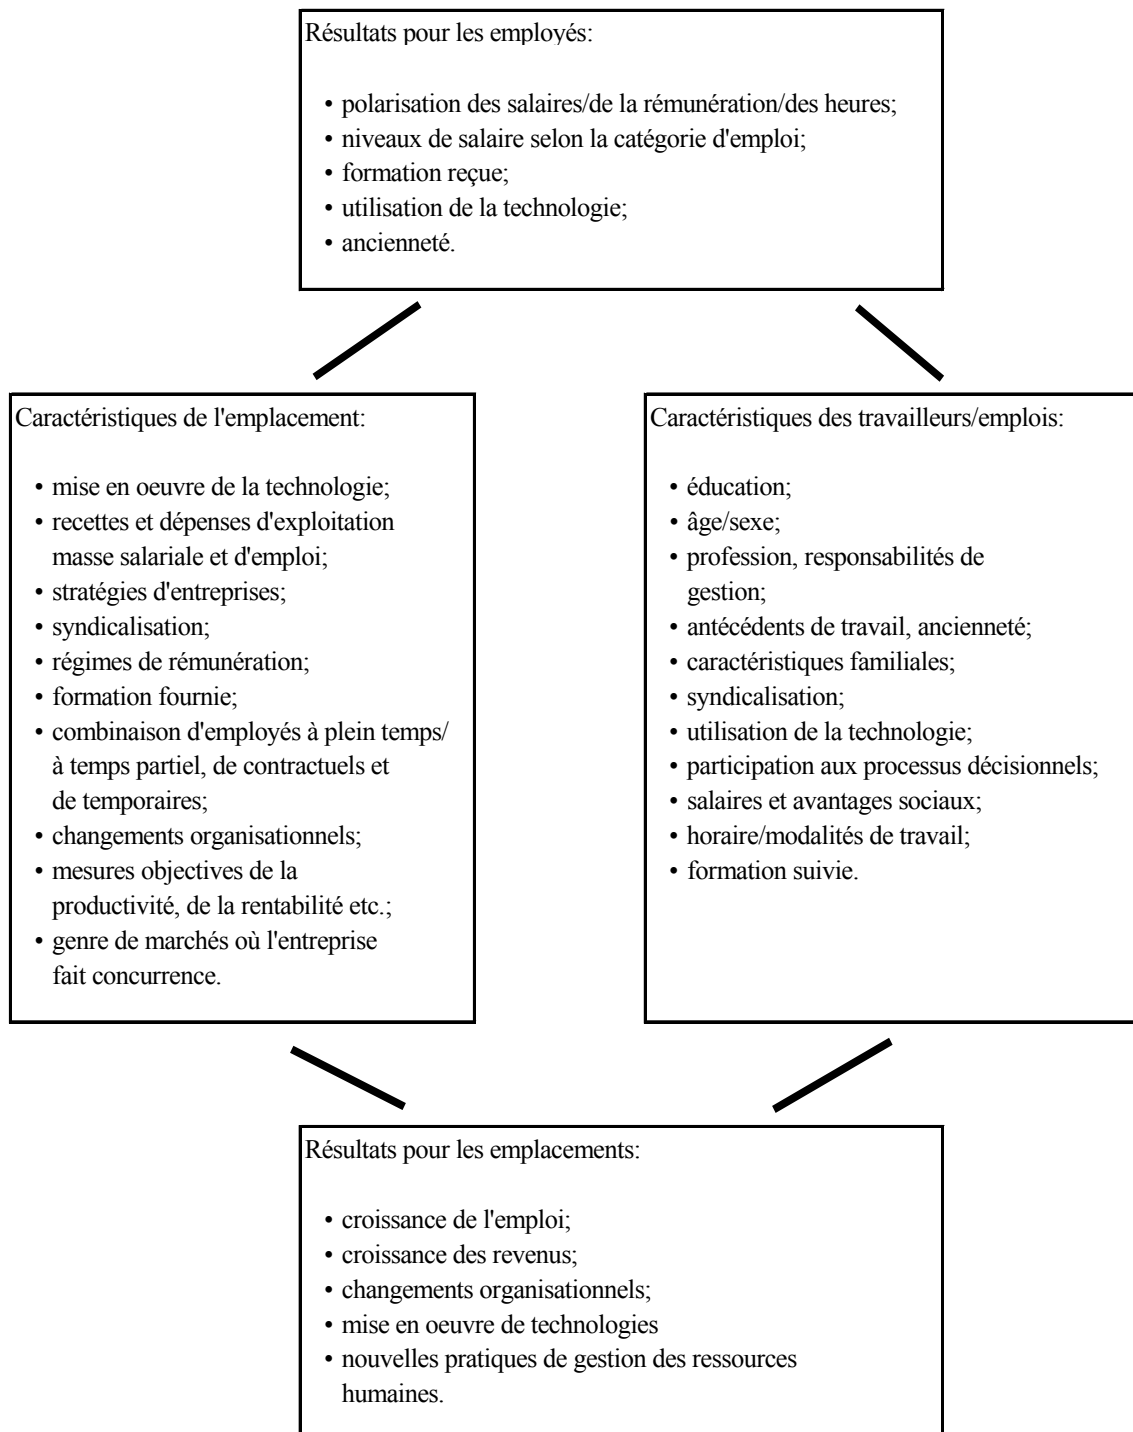 Résultats pour les employés:
• polarisation des salaires/de la rémunération/des heures;
• niveaux de salaire selon la catégorie d'emploi;
• formation reçue;
• utilisation de la technologie;
• ancienneté.
Caractéristiques de l'emplacement:
• mise en oeuvre de la technologie;
• recettes et dépenses d'exploitation
masse salariale et d'emploi;
• stratégies d'entreprises;
• syndicalisation;
• régimes de rémunération;
• formation fournie;
• combinaison d'employés à plein temps/
à temps partiel, de contractuels et
de temporaires;
• changements organisationnels;
• mesures objectives de la
productivité, de la rentabilité etc.;
• genre de marchés où l'entreprise
fait concurrence.
Caractéristiques des travailleurs/emplois:
• éducation;
• âge/sexe;
• profession, responsabilités de
gestion;
• antécédents de travail, ancienneté;
• caractéristiques familiales;
• syndicalisation;
• utilisation de la technologie;
• participation aux processus décisionnels;
• salaires et avantages sociaux;
• horaire/modalités de travail;
• formation suivie.
Résultats pour les emplacements:
• croissance de l'emploi;
• croissance des revenus;
• changements organisationnels;
• mise en oeuvre de technologies
• nouvelles pratiques de gestion des ressources
humaines.